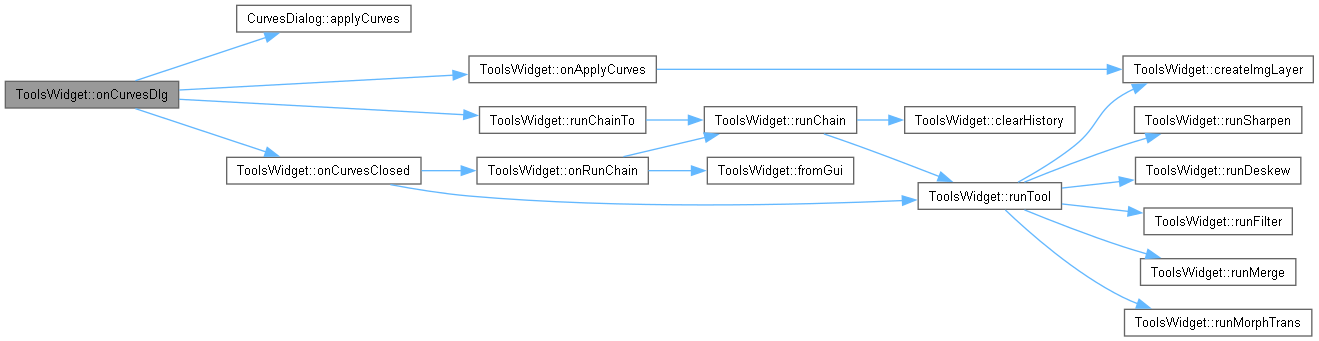 CurvesDialog::applyCurves
ToolsWidget::onCurvesDlg
ToolsWidget::onApplyCurves
ToolsWidget::createImgLayer
ToolsWidget::runChainTo
ToolsWidget::runChain
ToolsWidget::clearHistory
ToolsWidget::runSharpen
ToolsWidget::onCurvesClosed
ToolsWidget::onRunChain
ToolsWidget::fromGui
ToolsWidget::runDeskew
ToolsWidget::runTool
ToolsWidget::runFilter
ToolsWidget::runMerge
ToolsWidget::runMorphTrans